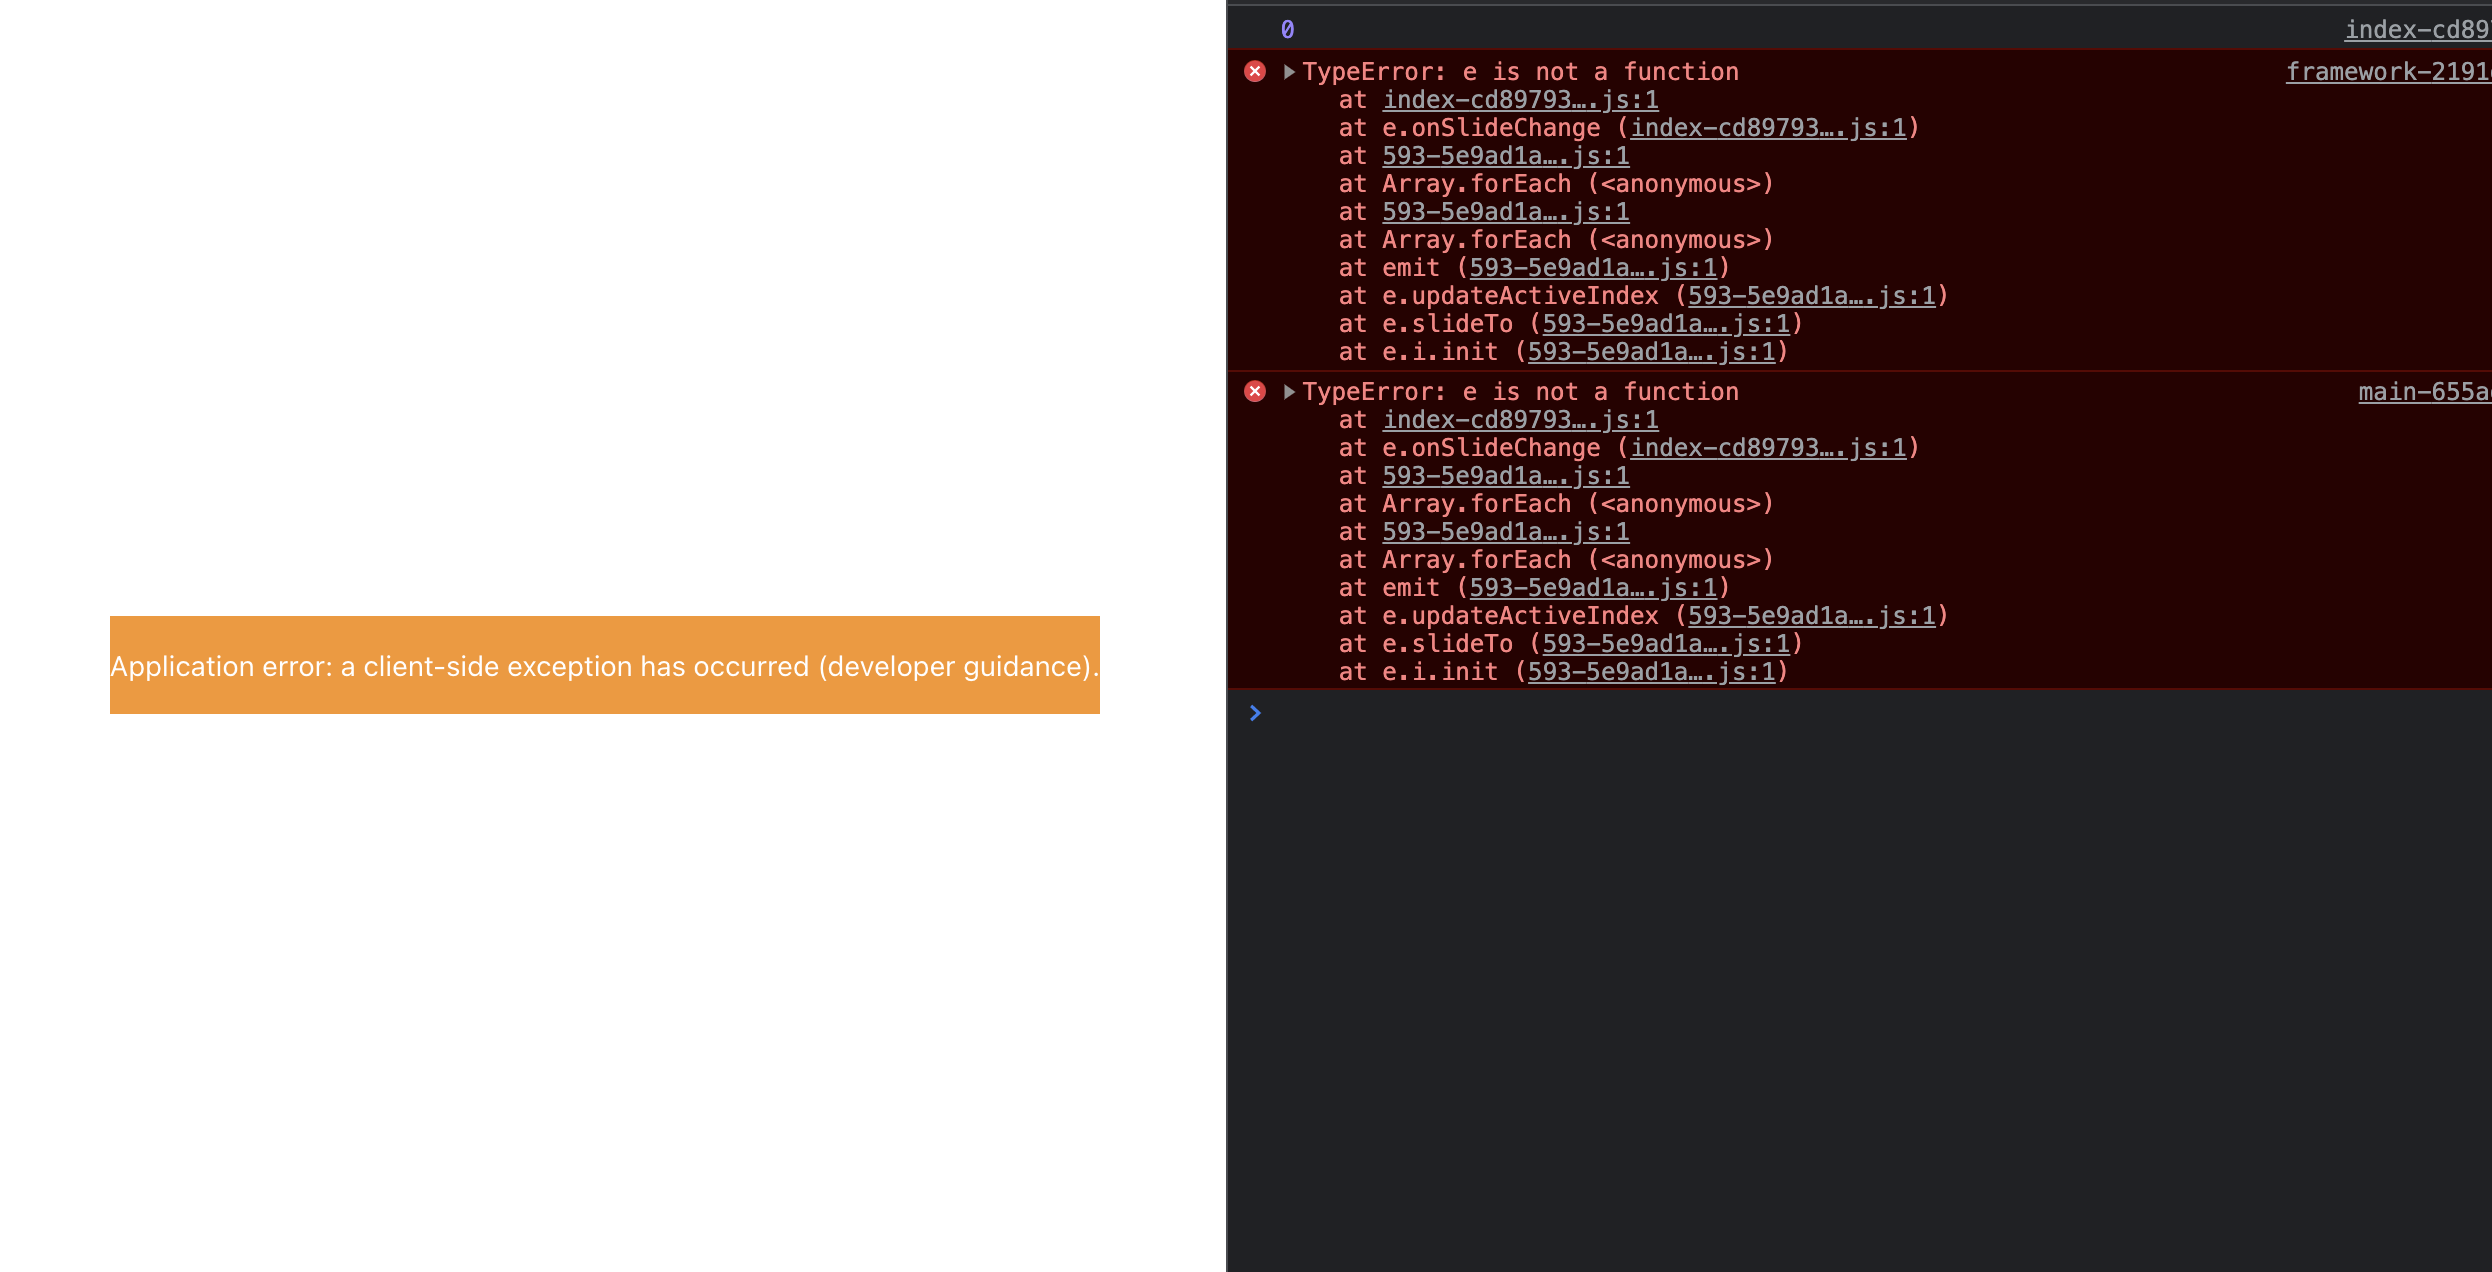 Application error: a client-side exception has occurred (developer guidance).
0 index-cd89
TypeError: e is not a function framework-2191
at index-cd89793….js:1
at e.onSlideChange (index-cd89793….js:1)
at 593-5e9ad1a….js:1
at Array.forEach (<anonymous>)
at 593-5e9ad1a….js:1
at Array.forEach (<anonymous>)
at emit (593-5e9ad1a….js:1)
at e.updateActiveIndex (593-5e9ad1a….js:1)
at e.slideTo (593-5e9ad1a….js:1)
at e.i.init (593-5e9ad1a….js:1)
TypeError: e is not a function main-655a
at index-cd89793….js:1
at e.onSlideChange (index-cd89793….js:1)
at 593-5e9ad1a….js:1
at Array.forEach (<anonymous>)
at 593-5e9ad1a….js:1
at Array.forEach (<anonymous>)
at emit (593-5e9ad1a….js:1)
at e.updateActiveIndex (593-5e9ad1a….js:1)
at e.slideTo (593-5e9ad1a….js:1)
at e.i.init (593-5e9ad1a….js:1)